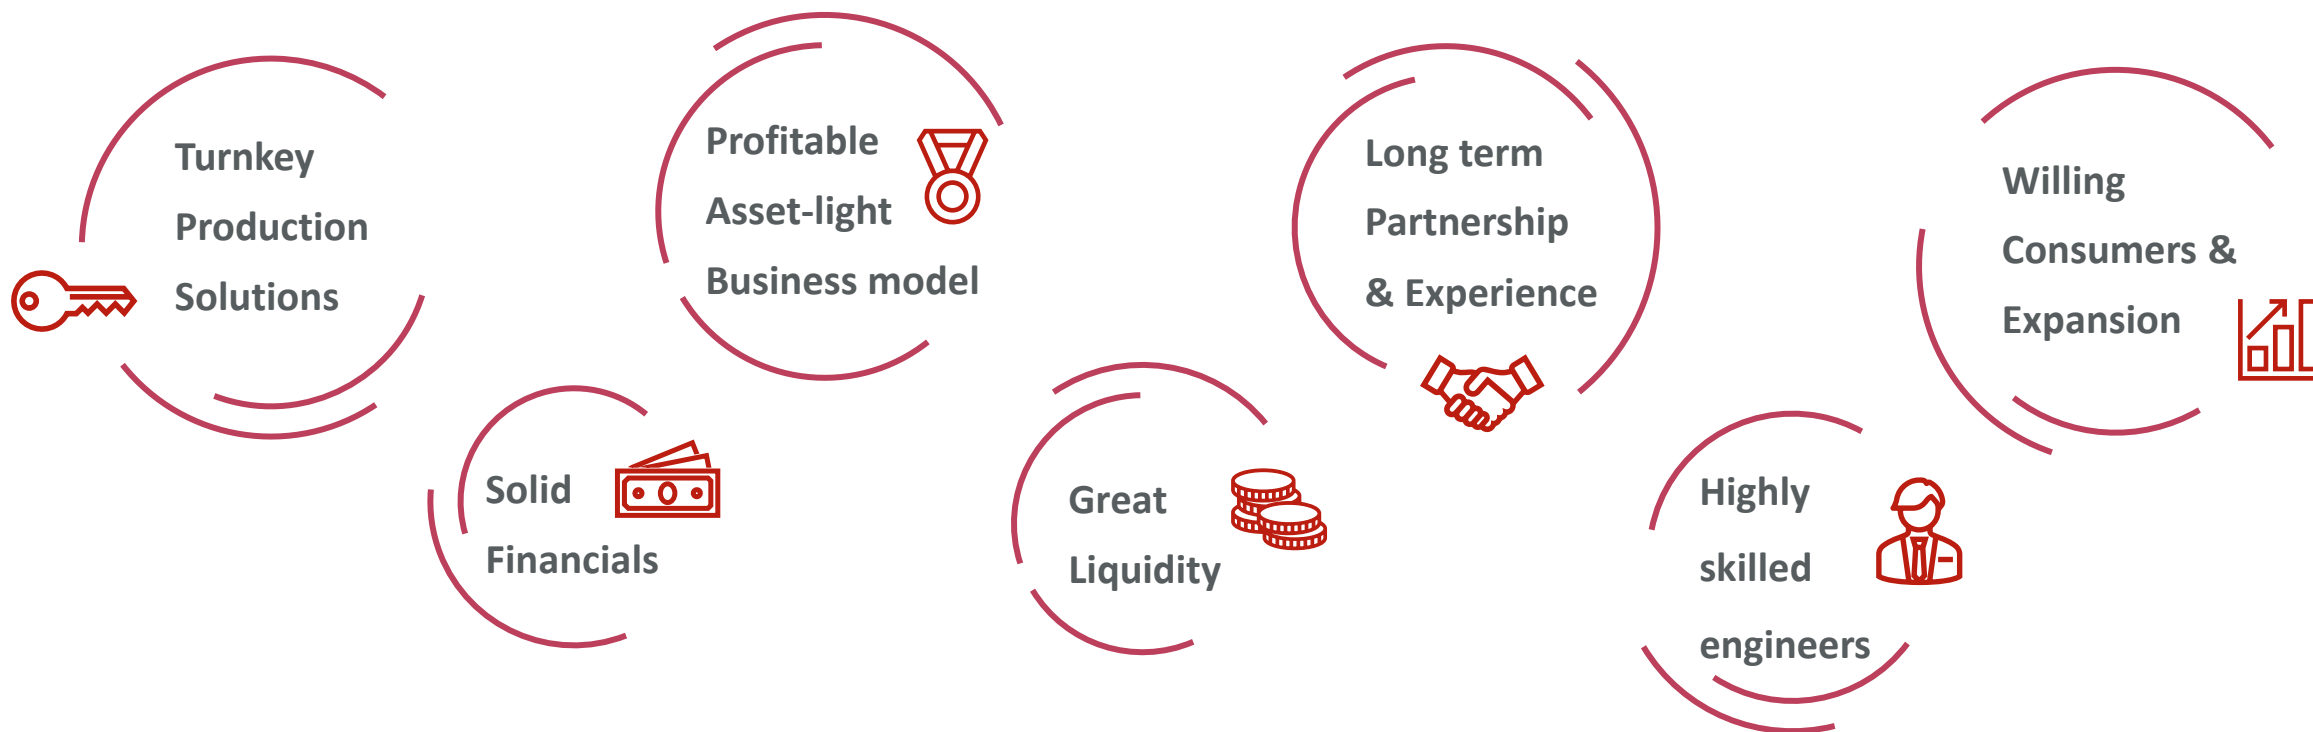 Turnkey
Production
Solutions
Solid
Financials
Profitable
Asset-light
Business model
Great
Liquidity
Long term
Partnership
& Experience
Highly
skilled
engineers
Willing
Consumers &
Expansion